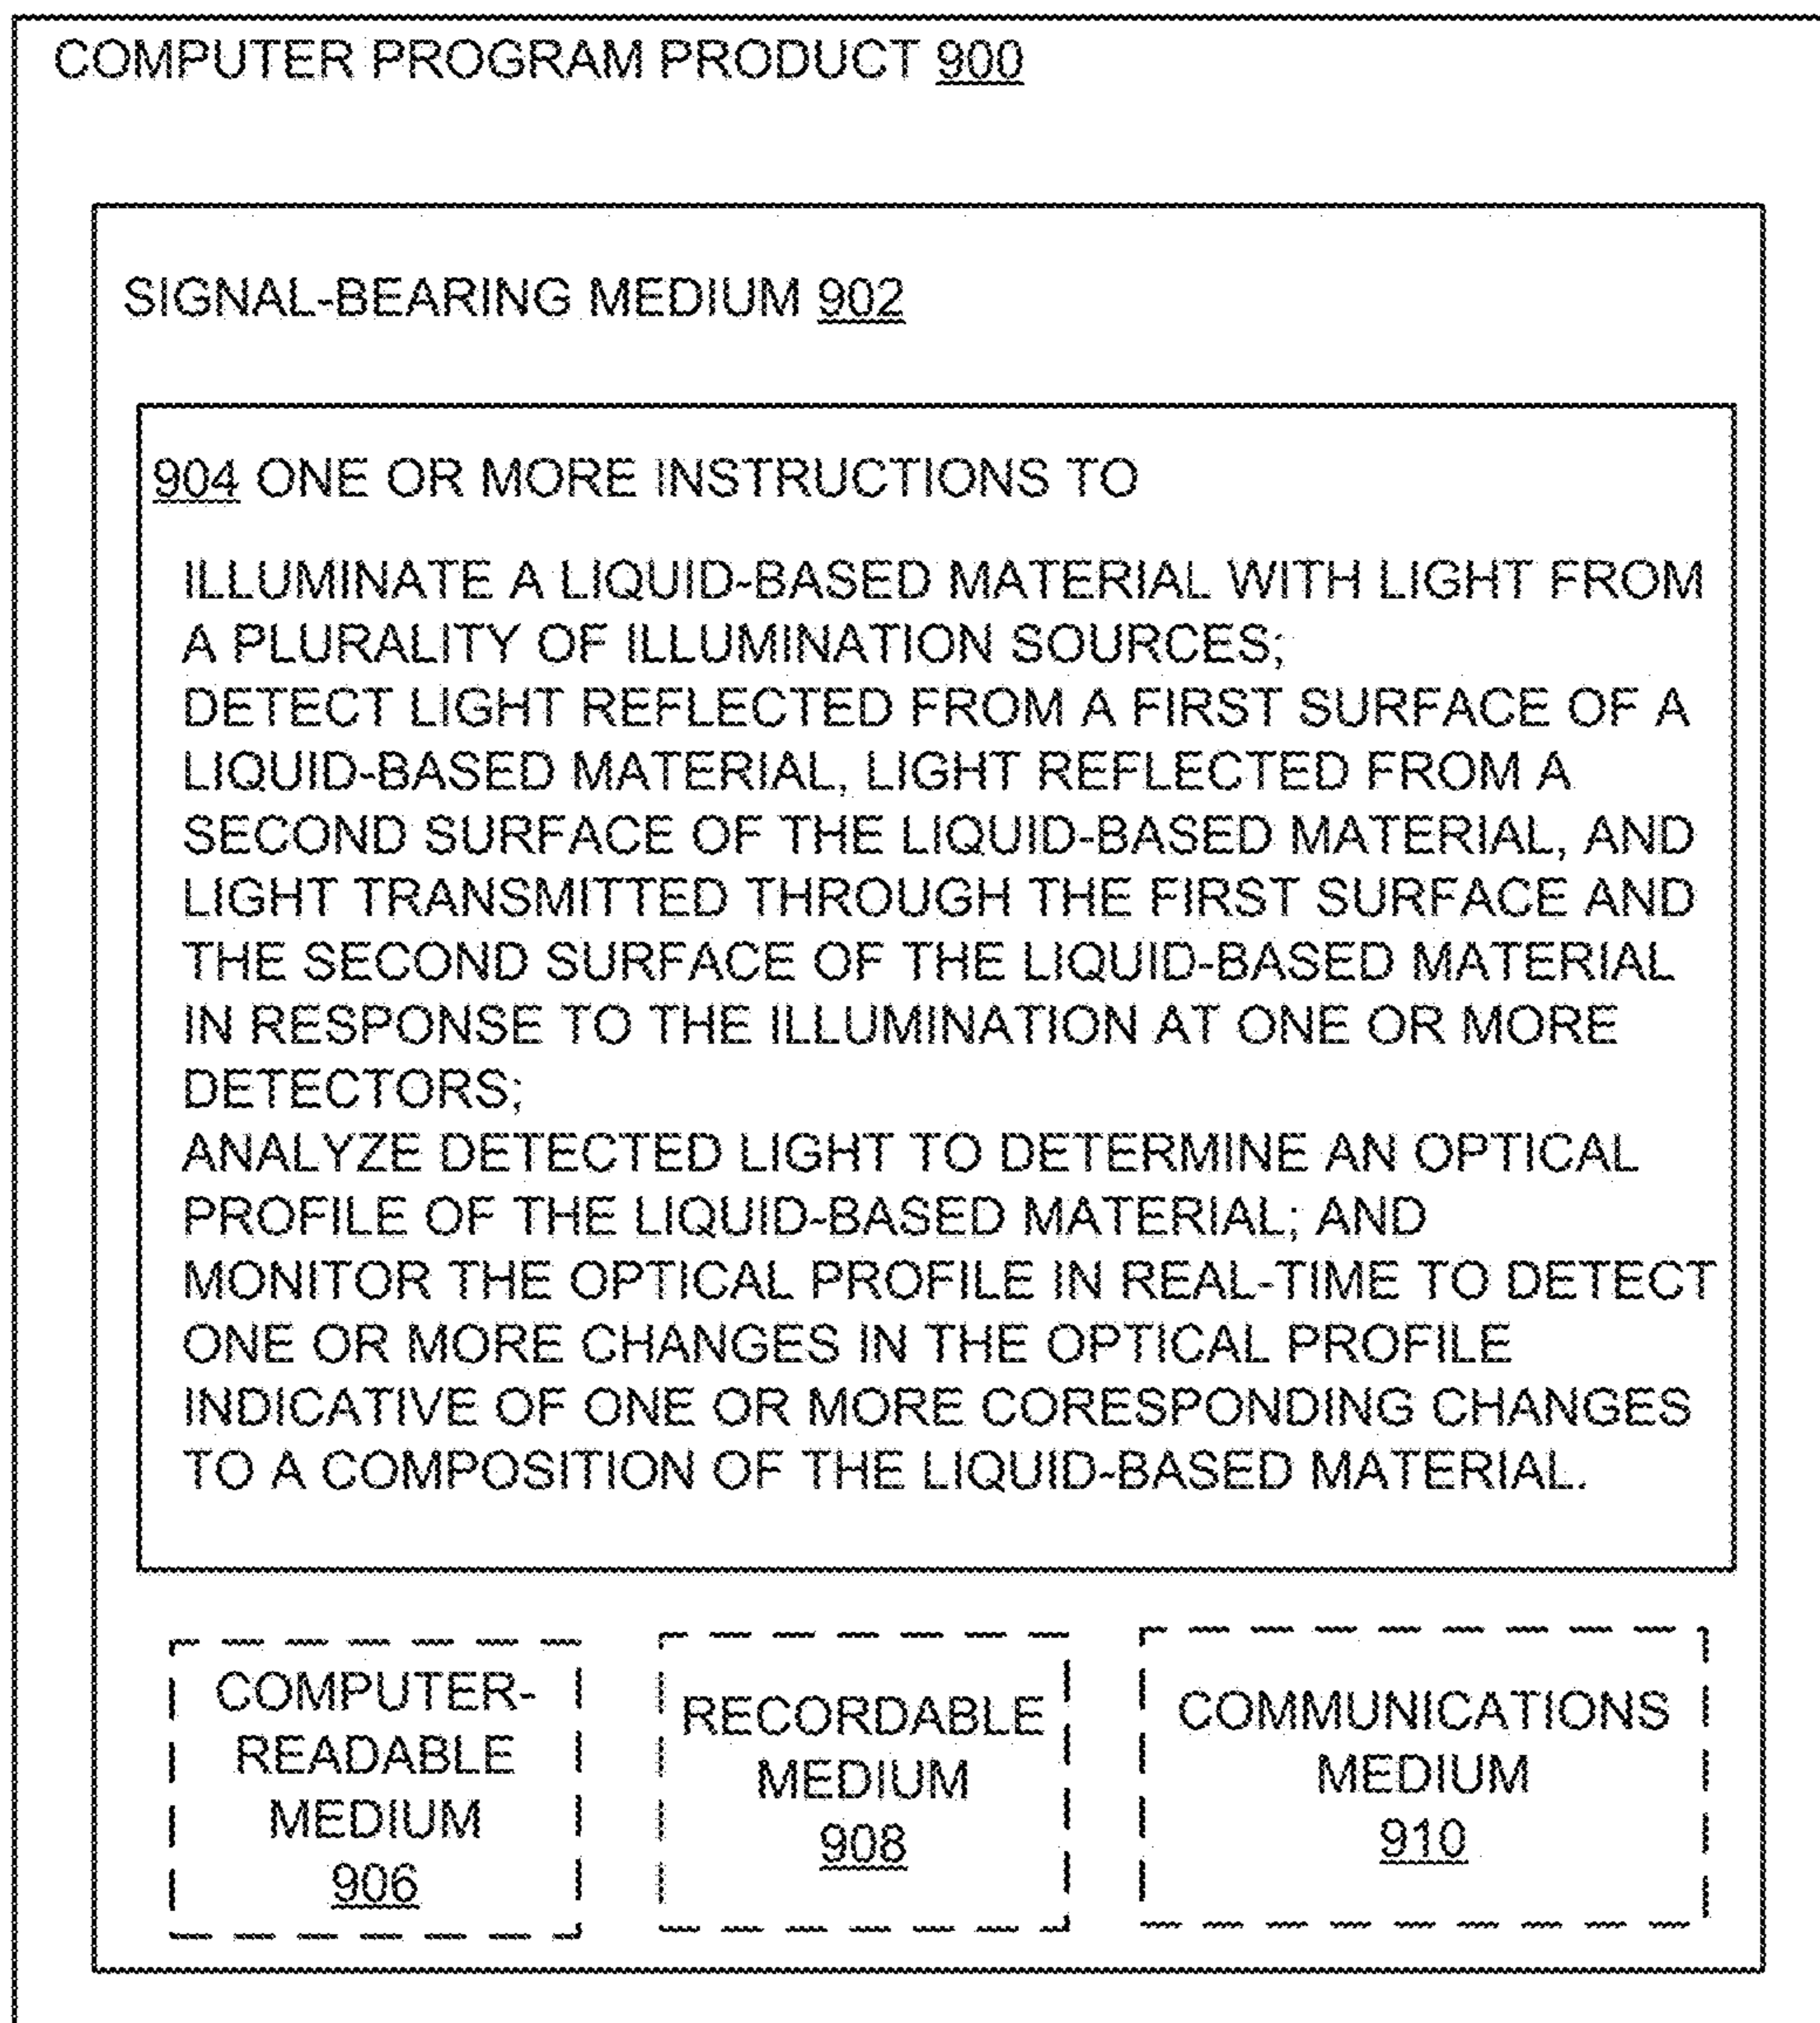 COMPUTER PROGRAM PRODUCT 900
SIGNAL-BEARING MEDIUM 902
904 ONE OR MORE INSTRUCTIONS TO
ILLUMINATE A LIQUID-BASED MATERIAL WITH LIGHT FROM
A PLURALITY OF ILLUMINATION SOURCES;
DETECT LIGHT REFLECTED FROM A FIRST SURFACE OF A
LIQUID-BASED MATERIAL, LIGHT REFLECTED FROM A
SECOND SURFACE OF THE LIQUID-BASED MATERIAL, AND
LIGHT TRANSMITTED THROUGH THE FIRST SURFACE AND
THE SECOND SURFACE OF THE LIQUID-BASED MATERIAL
IN RESPONSE TO THE ILLUMINATION AT ONE OR MORE
DETECTORS;
ANALYZE DETECTED LIGHT TO DETERMINE AN OPTICAL
PROFILE OF THE LIQUID-BASED MATERIAL; AND
MONITOR THE OPTICAL PROFILE IN REAL-TIME TO DETECT
ONE OR MORE CHANGES IN THE OPTICAL PROFILE
INDICATIVE OF ONE OR MORE CORESPONDING CHANGES
TO A COMPOSITION OF THE LIQUID-BASED MATERIAL.
COMPUTER-
READABLE
MEDIUM
906
RECORDABLE
MEDIUM
908
COMMUNICATIONS
MEDIUM
910